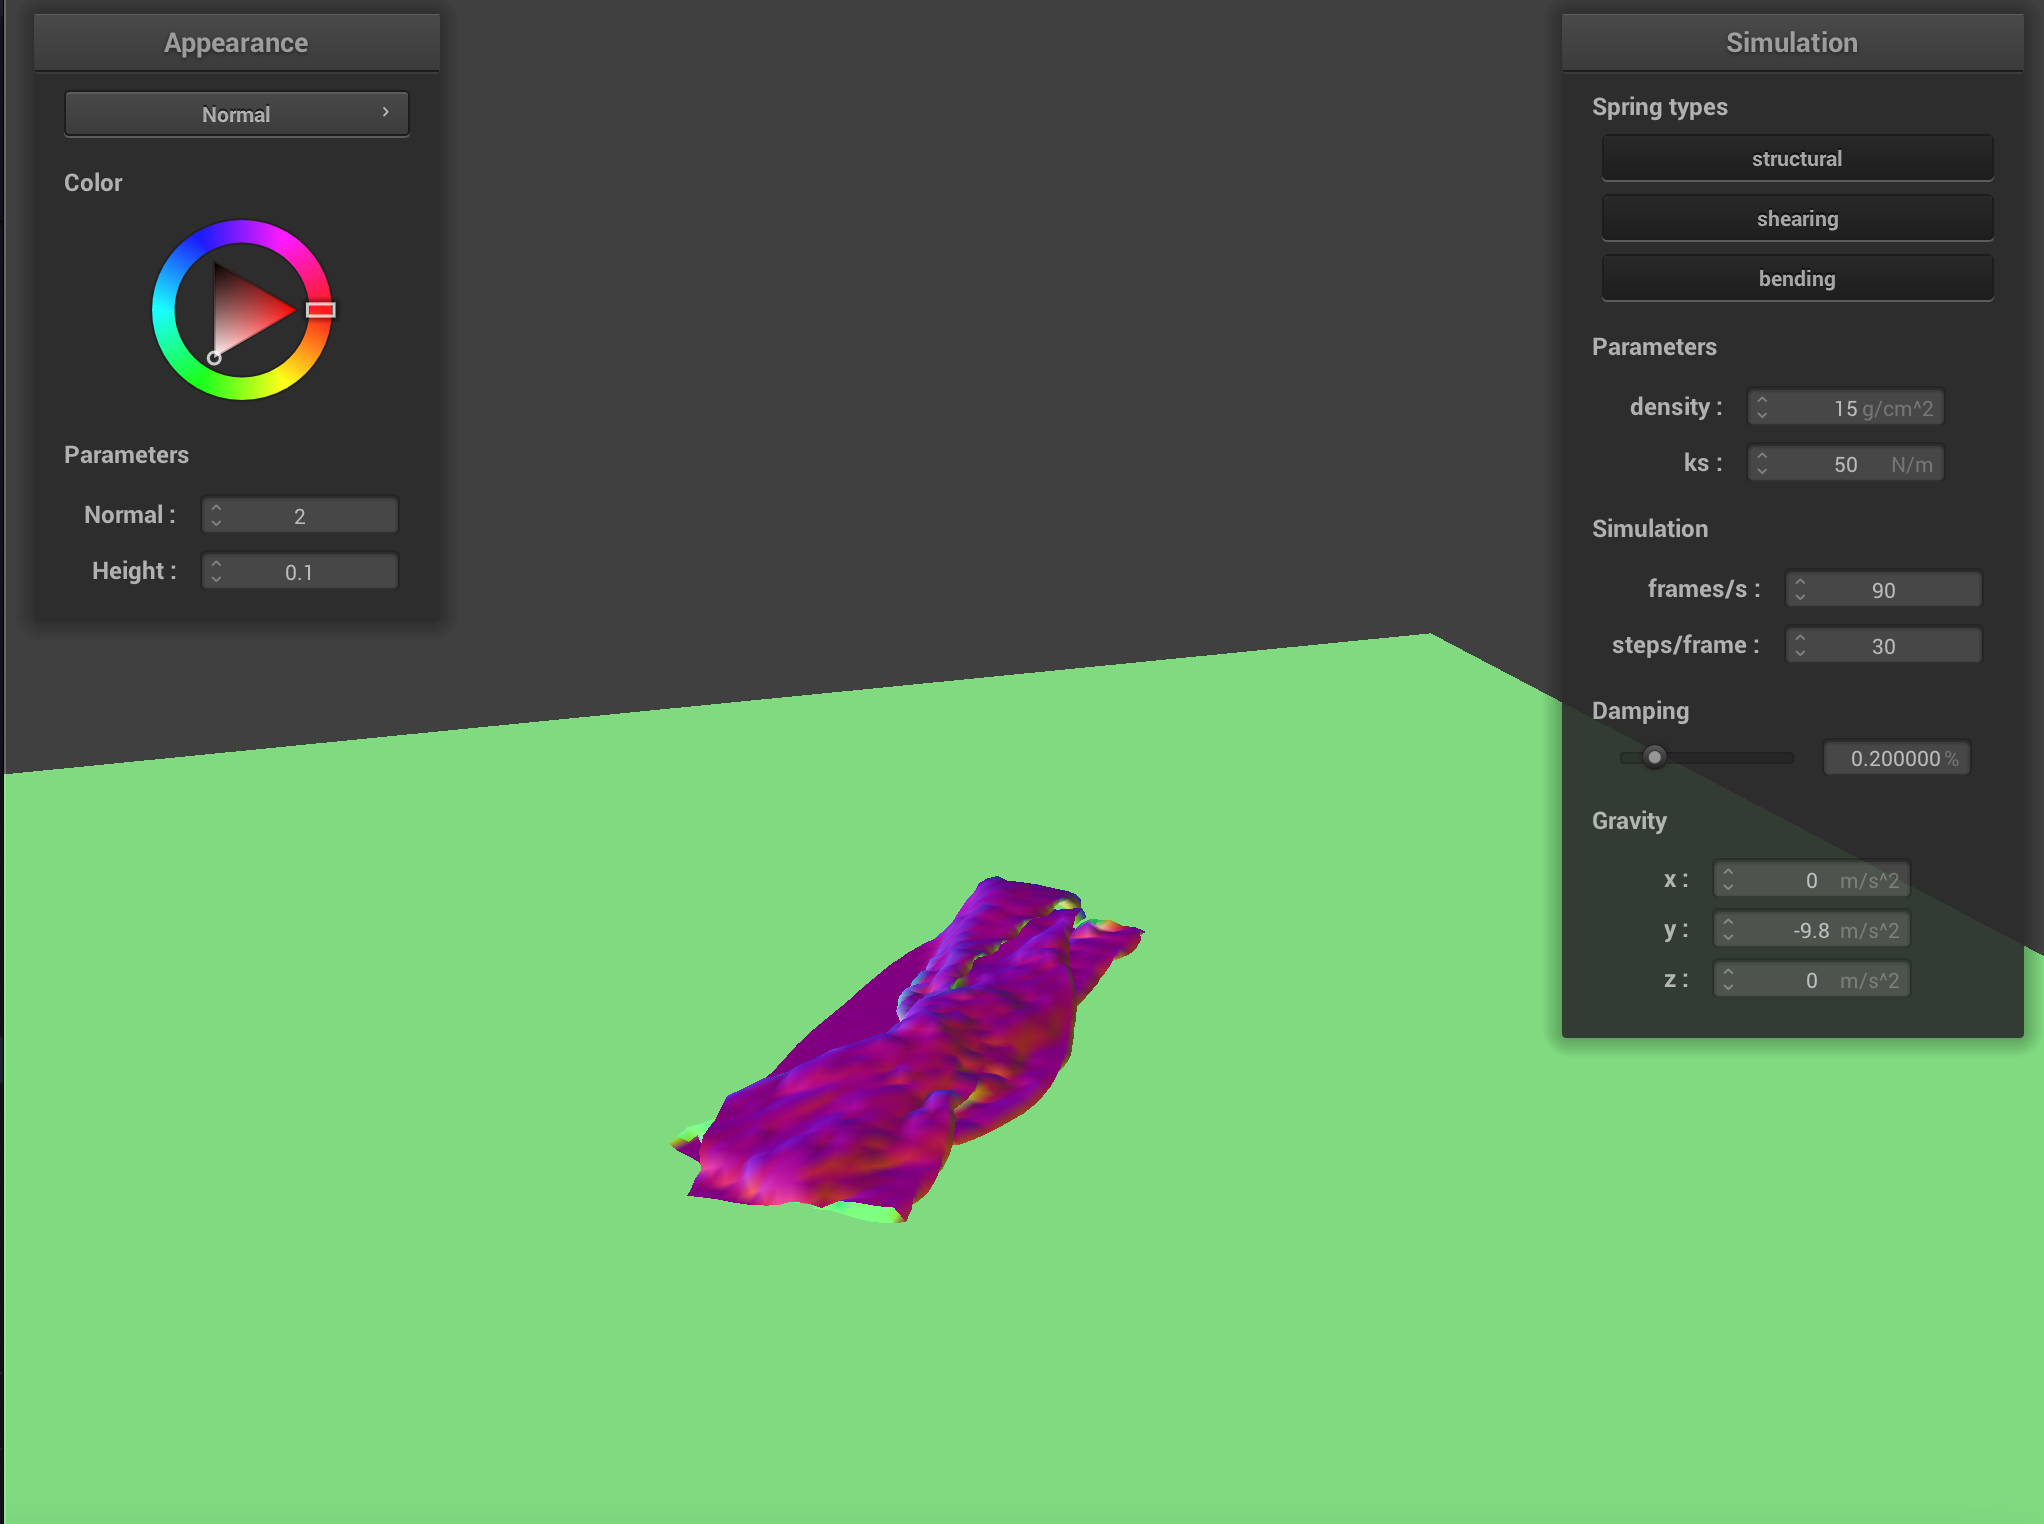 Appearance
Normal
Color
Parameters
Normal : 2
Height : 0.1
Simulation
Spring types
structural
shearing
bending
Parameters
density : 15 g/cm^2
ks : 50 N/m
Simulation
frames/s : 90
steps/frame : 30
Damping
0.200000 %
Gravity
x : 0 m/s^2
y : -9.8 m/s^2
z : 0 m/s^2